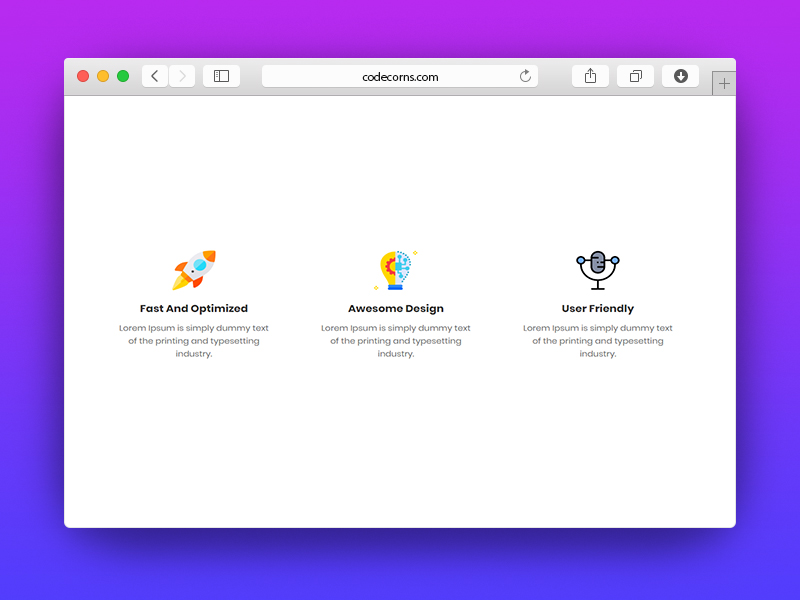 codecorns.com
Fast And Optimized
Lorem Ipsum is simply dummy text
of the printing and typesetting
industry.
Awesome Design
Lorem Ipsum is simply dummy text
of the printing and typesetting
industry.
User Friendly
Lorem Ipsum is simply dummy text
of the printing and typesetting
industry.